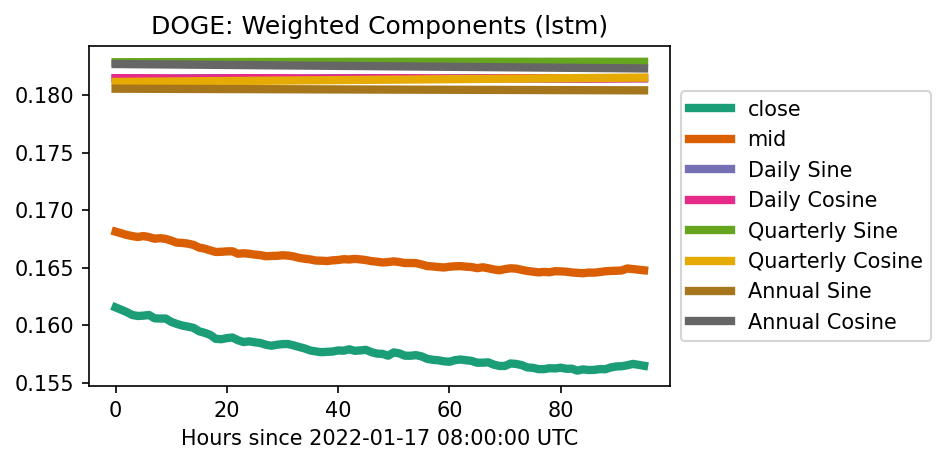 DOGE: Weighted Components (lstm)
0.180
0.175
0.170
0.165
0.160
0.155
0 20 40 60 80
Hours since 2022-01-17 08:00:00 UTC
close
mid
Daily Sine
Daily Cosine
Quarterly Sine
Quarterly Cosine
Annual Sine
Annual Cosine